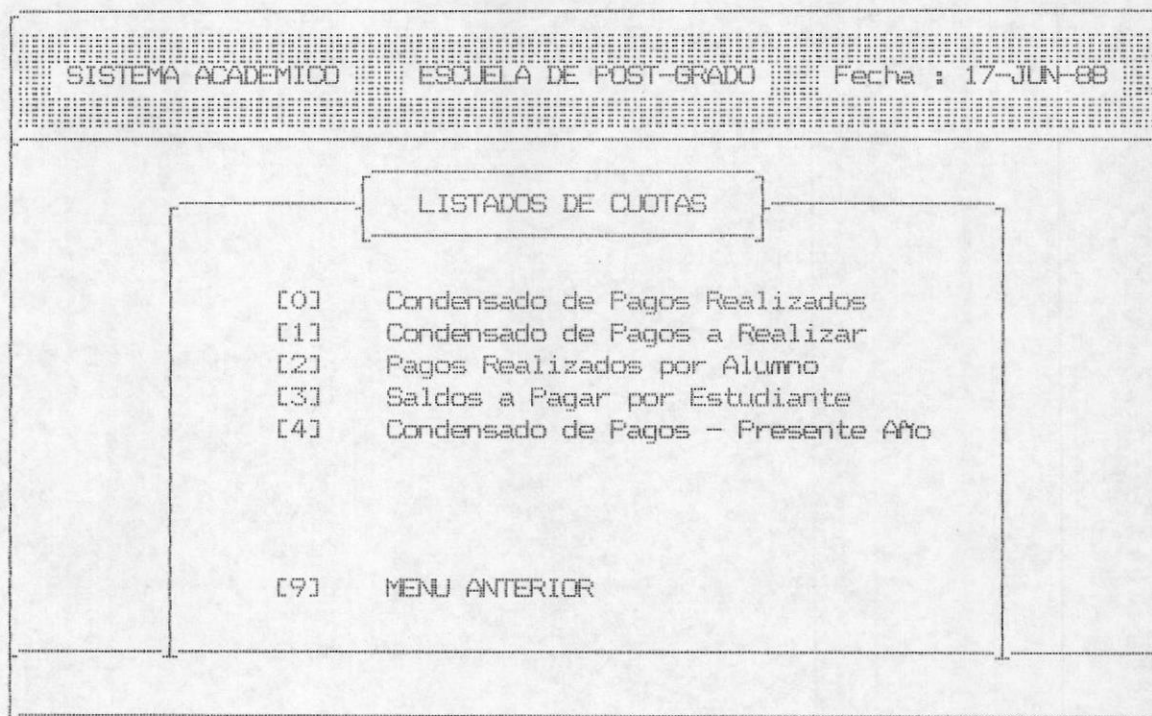 SISTEMA ACADEMICO ESCUELA DE POST-GRADO Fecha : 17-JUN-88
LISTADOS DE CUOTAS
[0] Condensado de Pagos Realizados
[1] Condensado de Pagos a Realizar
[2] Pagos Realizados por Alumno
[3] Saldos a Pagar por Estudiante
[4] Condensado de Pagos - Presente Año
[9] MENU ANTERIOR